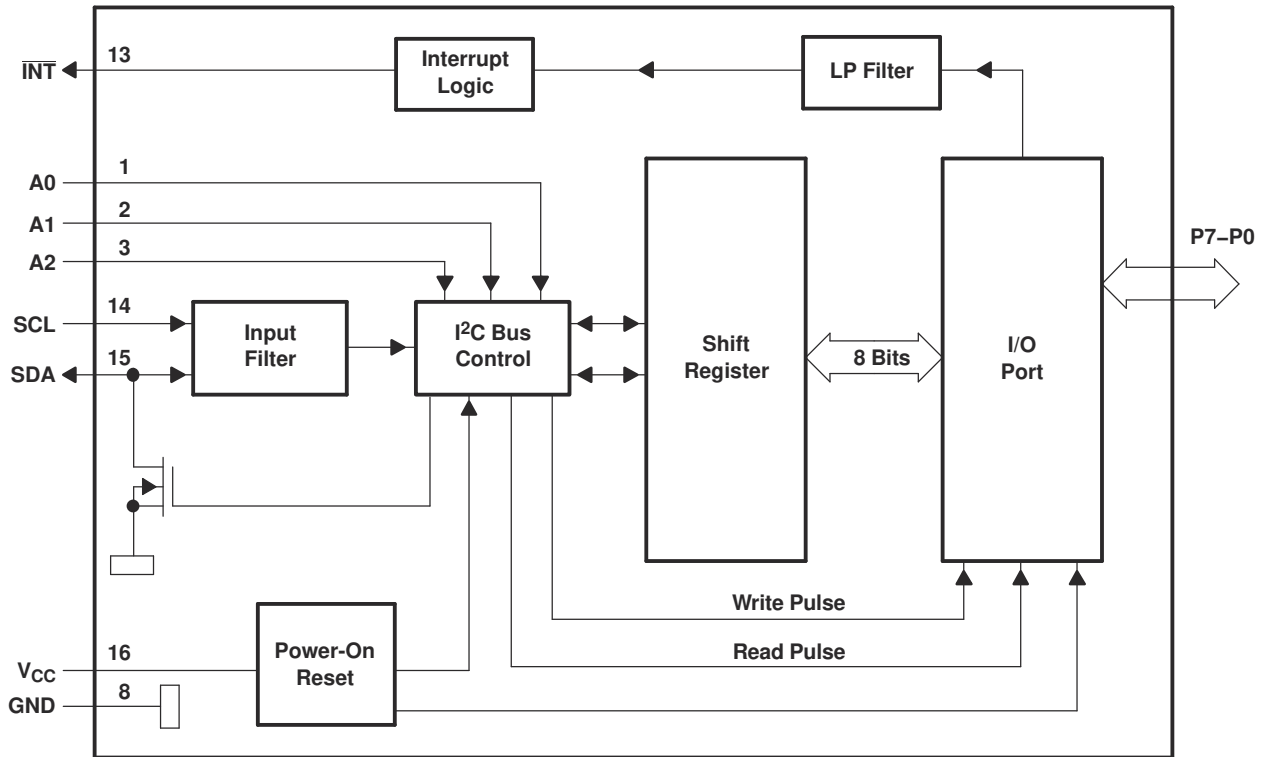 INT
13
Interrupt
Logic
LP Filter
A0
1
A1
2
A2
3
P7–P0
SCL
14
SDA
15
Input
Filter
I2C Bus
Control
Shift
Register
8 Bits
I/O
Port
Write Pulse
Read Pulse
VCC
16
GND
8
Power-On
Reset